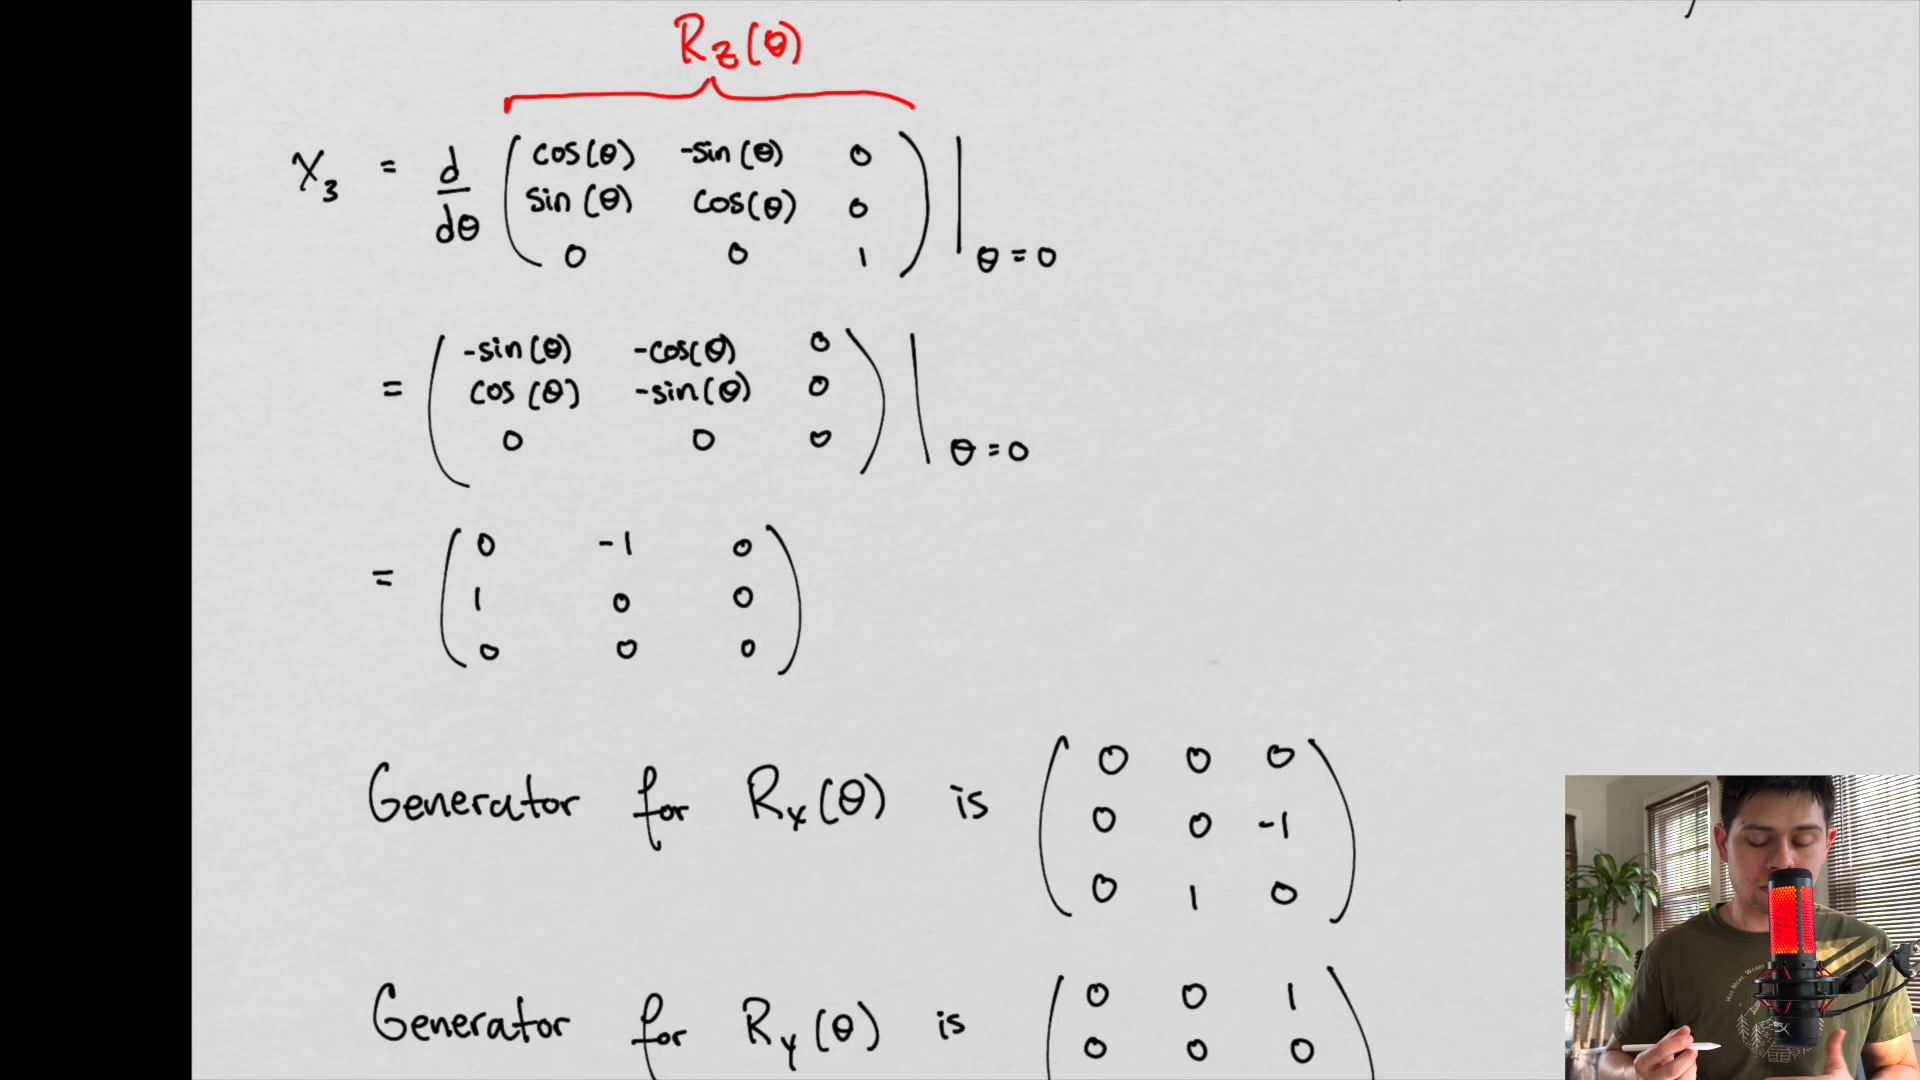 R_z(θ)
X_3 = d/dθ ( cos(θ) -sin(θ) 0
sin(θ) cos(θ) 0
0 0 1 ) | θ=0
= ( -sin(θ) -cos(θ) 0
cos(θ) -sin(θ) 0
0 0 0 ) | θ=0
= ( 0 -1 0
1 0 0
0 0 0 )
Generator for R_x(θ) is ( 0 0 0
0 0 -1
0 1 0 )
Generator for R_y(θ) is ( 0 0 1
0 0 0